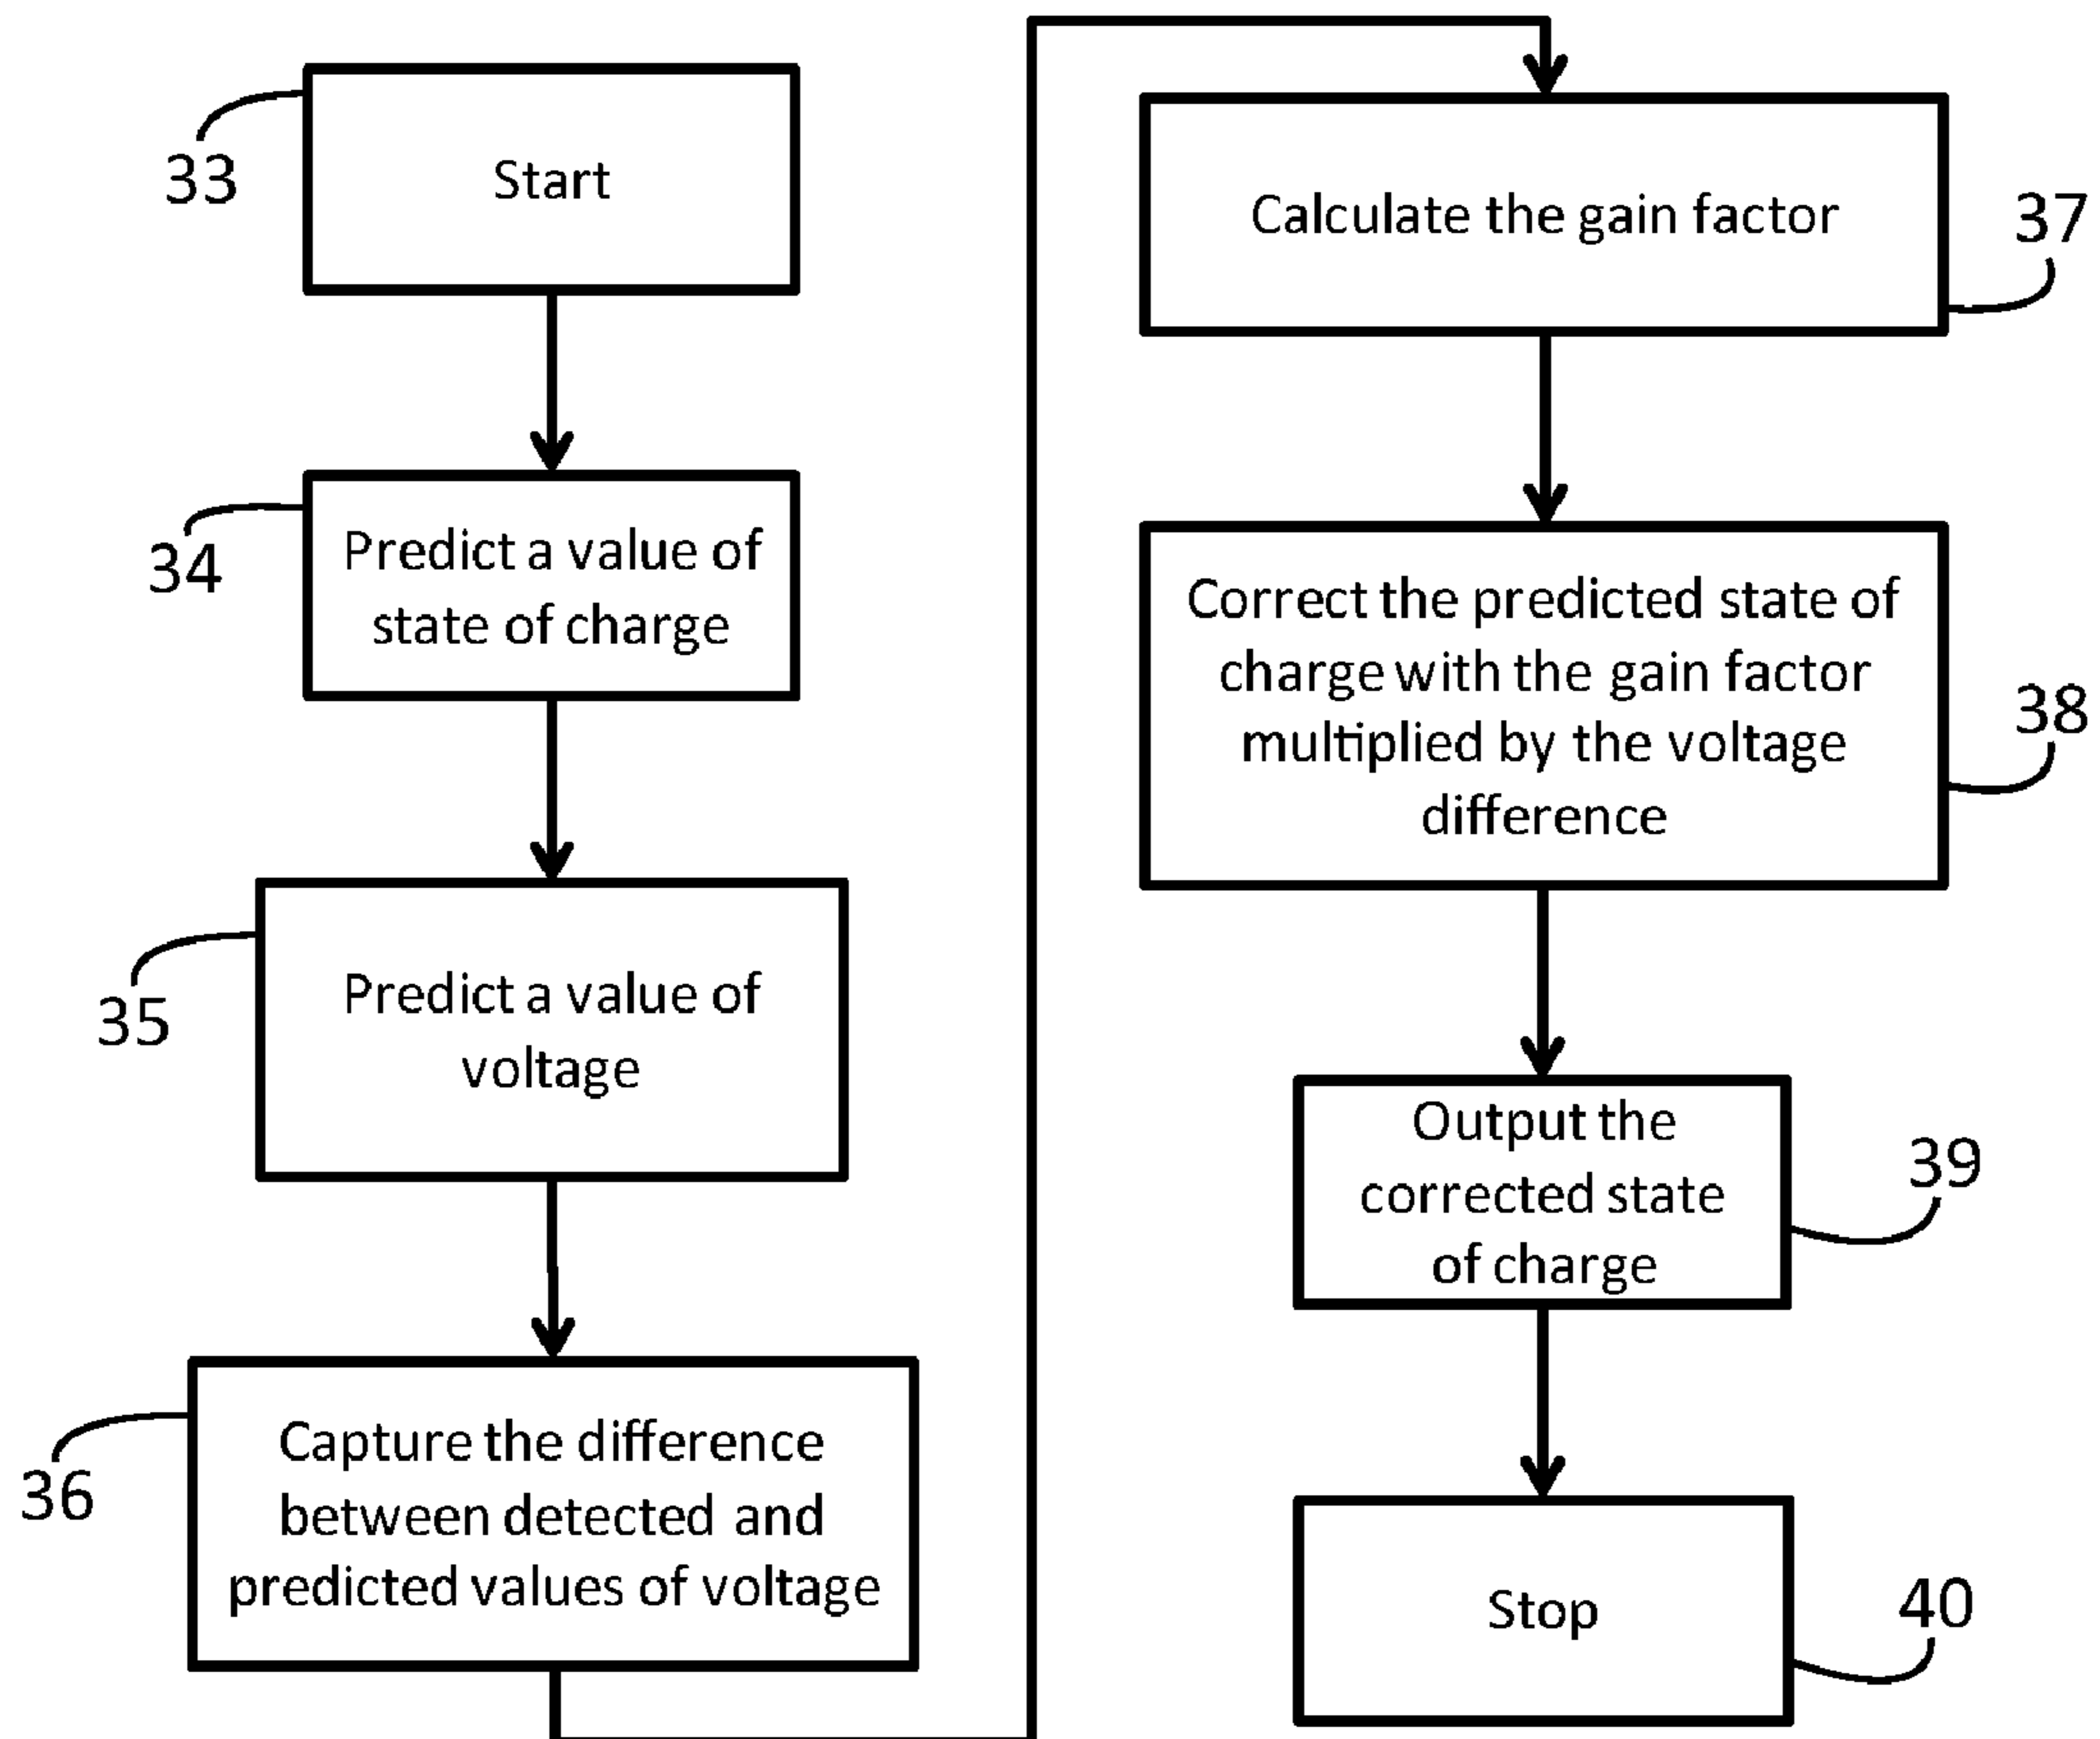 33
Start
34
Predict a value of
state of charge
35
Predict a value of
voltage
36
Capture the difference
between detected and
predicted values of voltage
37
Calculate the gain factor
38
Correct the predicted state of
charge with the gain factor
multiplied by the voltage
difference
39
Output the
corrected state
of charge
40
Stop